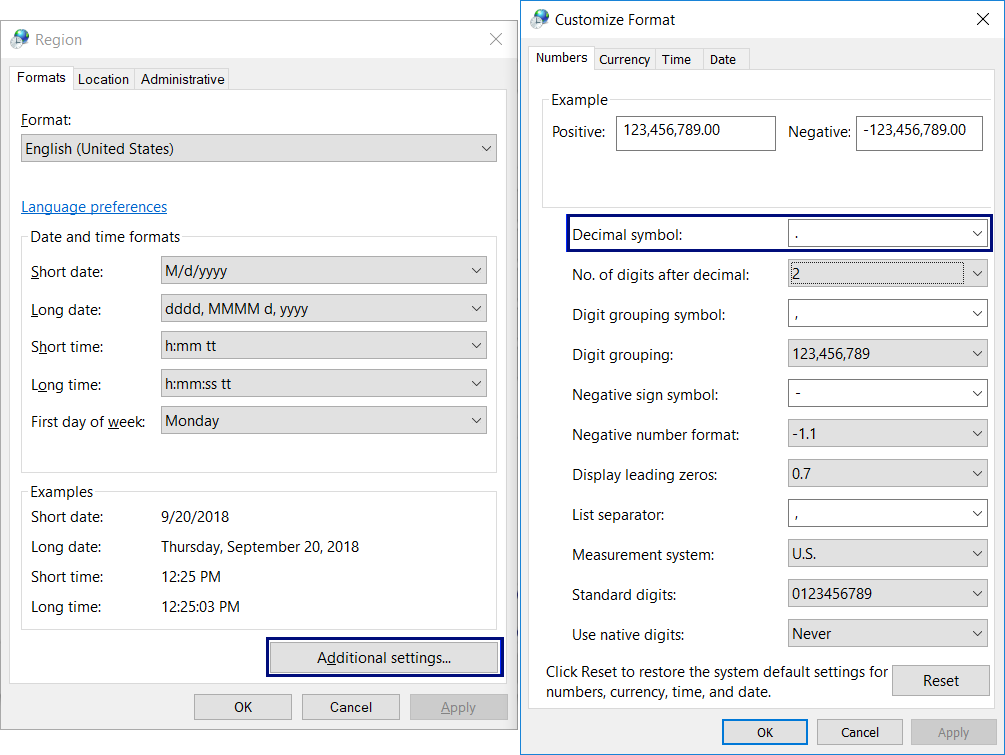 Region
Formats
Location
Administrative
Format:
English (United States)
Language preferences
Date and time formats
Short date:
M/d/yyyy
Long date:
dddd, MMMM d, yyyy
Short time:
h:mm tt
Long time:
h:mm:ss tt
First day of week:
Monday
Examples
Short date:
9/20/2018
Long date:
Thursday, September 20, 2018
Short time:
12:25 PM
Long time:
12:25:03 PM
Additional settings...
OK
Cancel
Apply
Customize Format
Numbers
Currency
Time
Date
Example
Positive:
123,456,789.00
Negative:
-123,456,789.00
Decimal symbol:
.
No. of digits after decimal:
2
Digit grouping symbol:
,
Digit grouping:
123,456,789
Negative sign symbol:
-
Negative number format:
-1.1
Display leading zeros:
0.7
List separator:
,
Measurement system:
U.S.
Standard digits:
0123456789
Use native digits:
Never
Click Reset to restore the system default settings for
numbers, currency, time, and date.
Reset
OK
Cancel
Apply